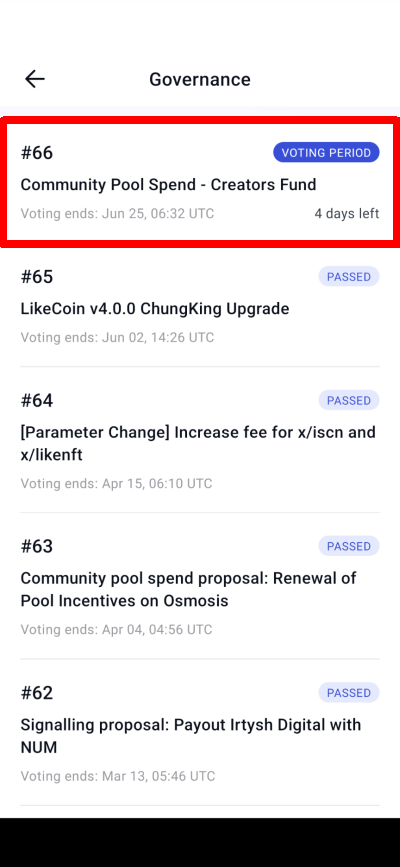 Governance
#66
VOTING PERIOD
Community Pool Spend - Creators Fund
Voting ends: Jun 25, 06:32 UTC
4 days left
#65
PASSED
LikeCoin v4.0.0 ChungKing Upgrade
Voting ends: Jun 02, 14:26 UTC
#64
PASSED
[Parameter Change] Increase fee for x/iscn and
x/likenft
Voting ends: Apr 15, 06:10 UTC
#63
PASSED
Community pool spend proposal: Renewal of
Pool Incentives on Osmosis
Voting ends: Apr 04, 04:56 UTC
#62
PASSED
Signalling proposal: Payout Irtysh Digital with
NUM
Voting ends: Mar 13, 05:46 UTC